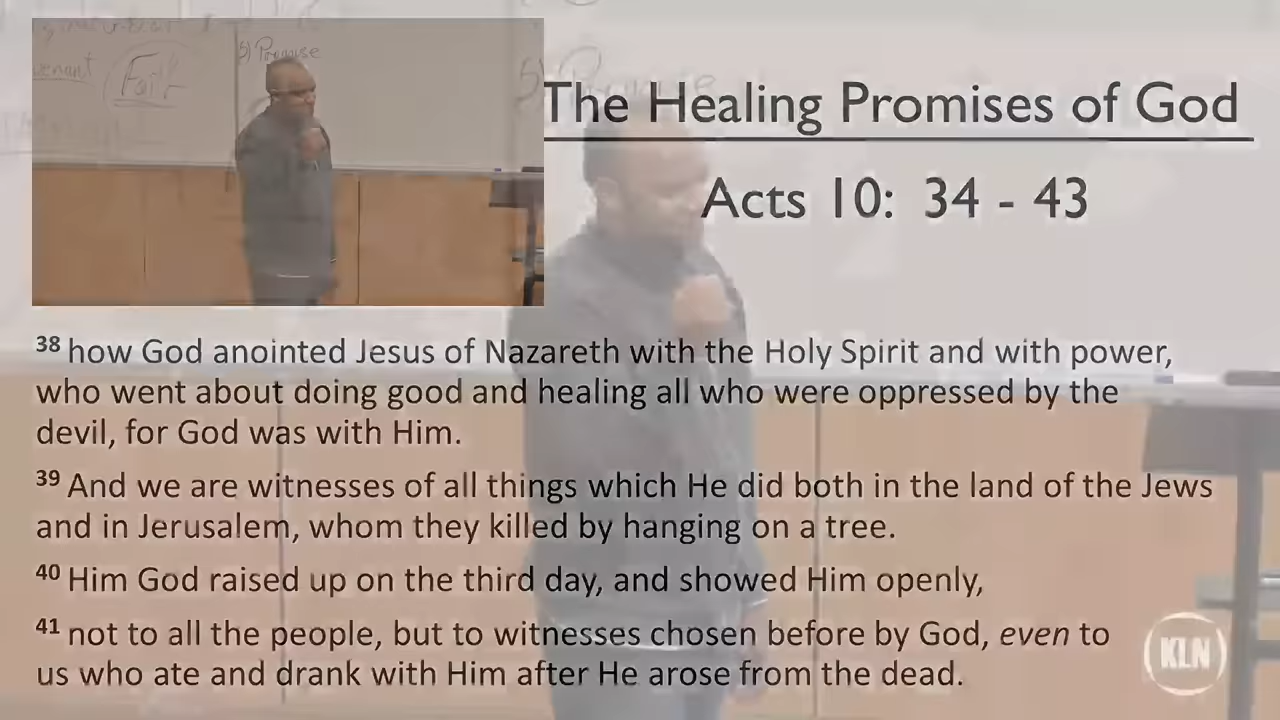 5) Promise
Faith
The Healing Promises of God
Acts 10: 34 - 43
38 how God anointed Jesus of Nazareth with the Holy Spirit and with power,
who went about doing good and healing all who were oppressed by the
devil, for God was with Him.
39 And we are witnesses of all things which He did both in the land of the Jews
and in Jerusalem, whom they killed by hanging on a tree.
40 Him God raised up on the third day, and showed Him openly,
41 not to all the people, but to witnesses chosen before by God, even to
us who ate and drank with Him after He arose from the dead.
KLN